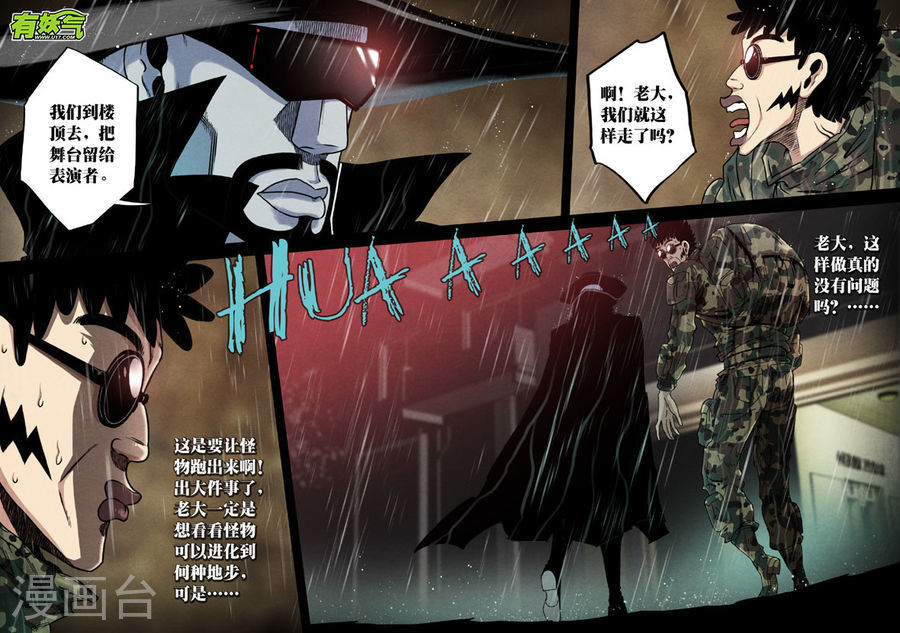 有妖气
WWW.U17.COM
我们到楼
顶去，把
舞台留给
表演者。
啊！老大，
我们就这
样走了吗？
HUA A A A A A A
老大，这
样做真的
没有问题
吗？……
这是要让怪
物跑出来啊！
出大件事了，
老大一定是
想看看怪物
可以进化到
何种地步，
可是……
漫画台